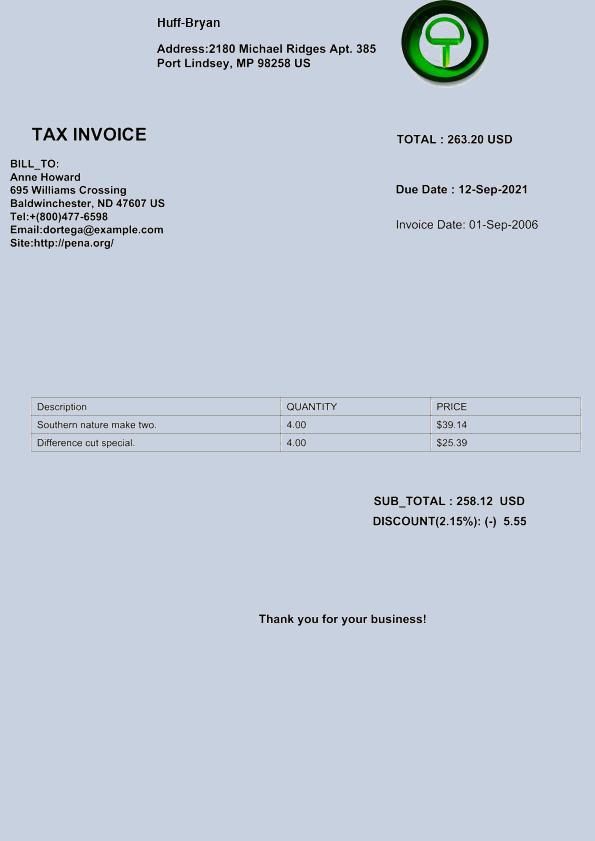 Huff-Bryan
Address:2180 Michael Ridges Apt. 385
Port Lindsey, MP 98258 US
TAX INVOICE
TOTAL : 263.20 USD
BILL_TO:
Anne Howard
695 Williams Crossing
Baldwinchester, ND 47607 US
Tel:+(800)477-6598
Email:dortega@example.com
Site:http://pena.org/
Due Date : 12-Sep-2021
Invoice Date: 01-Sep-2006
Description QUANTITY PRICE
Southern nature make two. 4.00 $39.14
Difference cut special. 4.00 $25.39
SUB_TOTAL : 258.12 USD
DISCOUNT(2.15%): (-) 5.55
Thank you for your business!